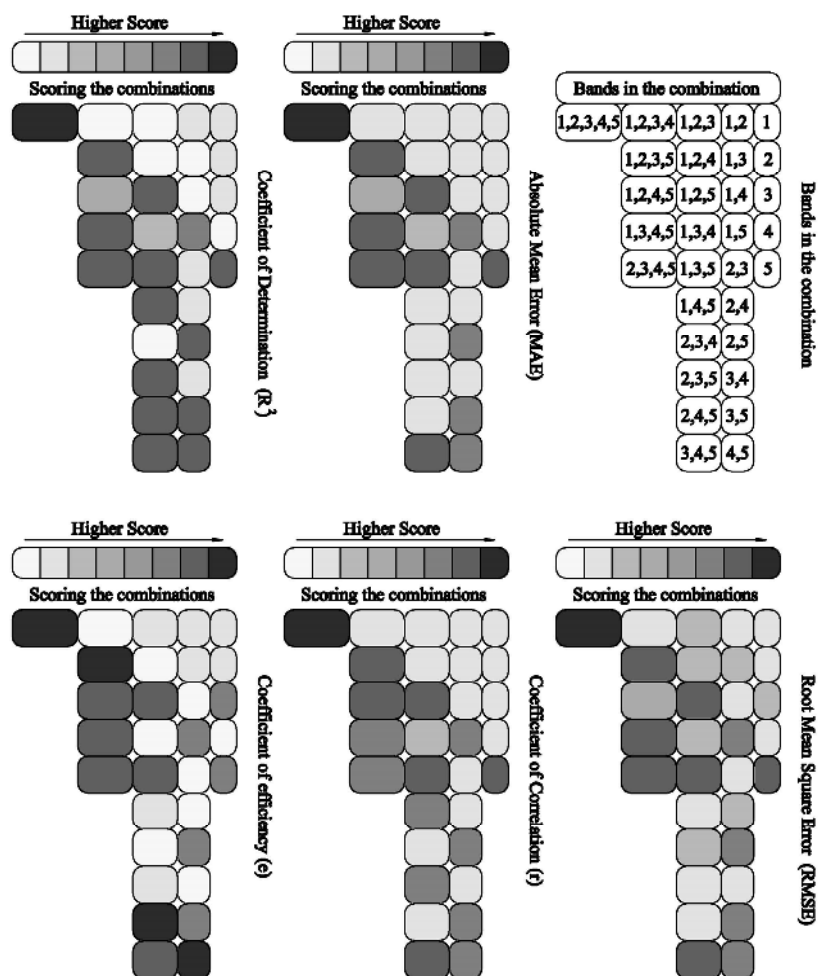 Higher Score
Scoring the combinations
Coefficient of Determination (R²)
Higher Score
Scoring the combinations
Absolute Mean Error (MAE)
Bands in the combination
1,2,3,4,5 1,2,3,4 1,2,3 1,2 1
1,2,3,5 1,2,4 1,3 2
1,2,4,5 1,2,5 1,4 3
1,3,4,5 1,3,4 1,5 4
2,3,4,5 1,3,5 2,3 5
1,4,5 2,4
2,3,4 2,5
2,3,5 3,4
2,4,5 3,5
3,4,5 4,5
Bands in the combination
Higher Score
Scoring the combinations
Coefficient of efficiency (e)
Higher Score
Scoring the combinations
Coefficient of Correlation (r)
Higher Score
Scoring the combinations
Root Mean Square Error (RMSE)